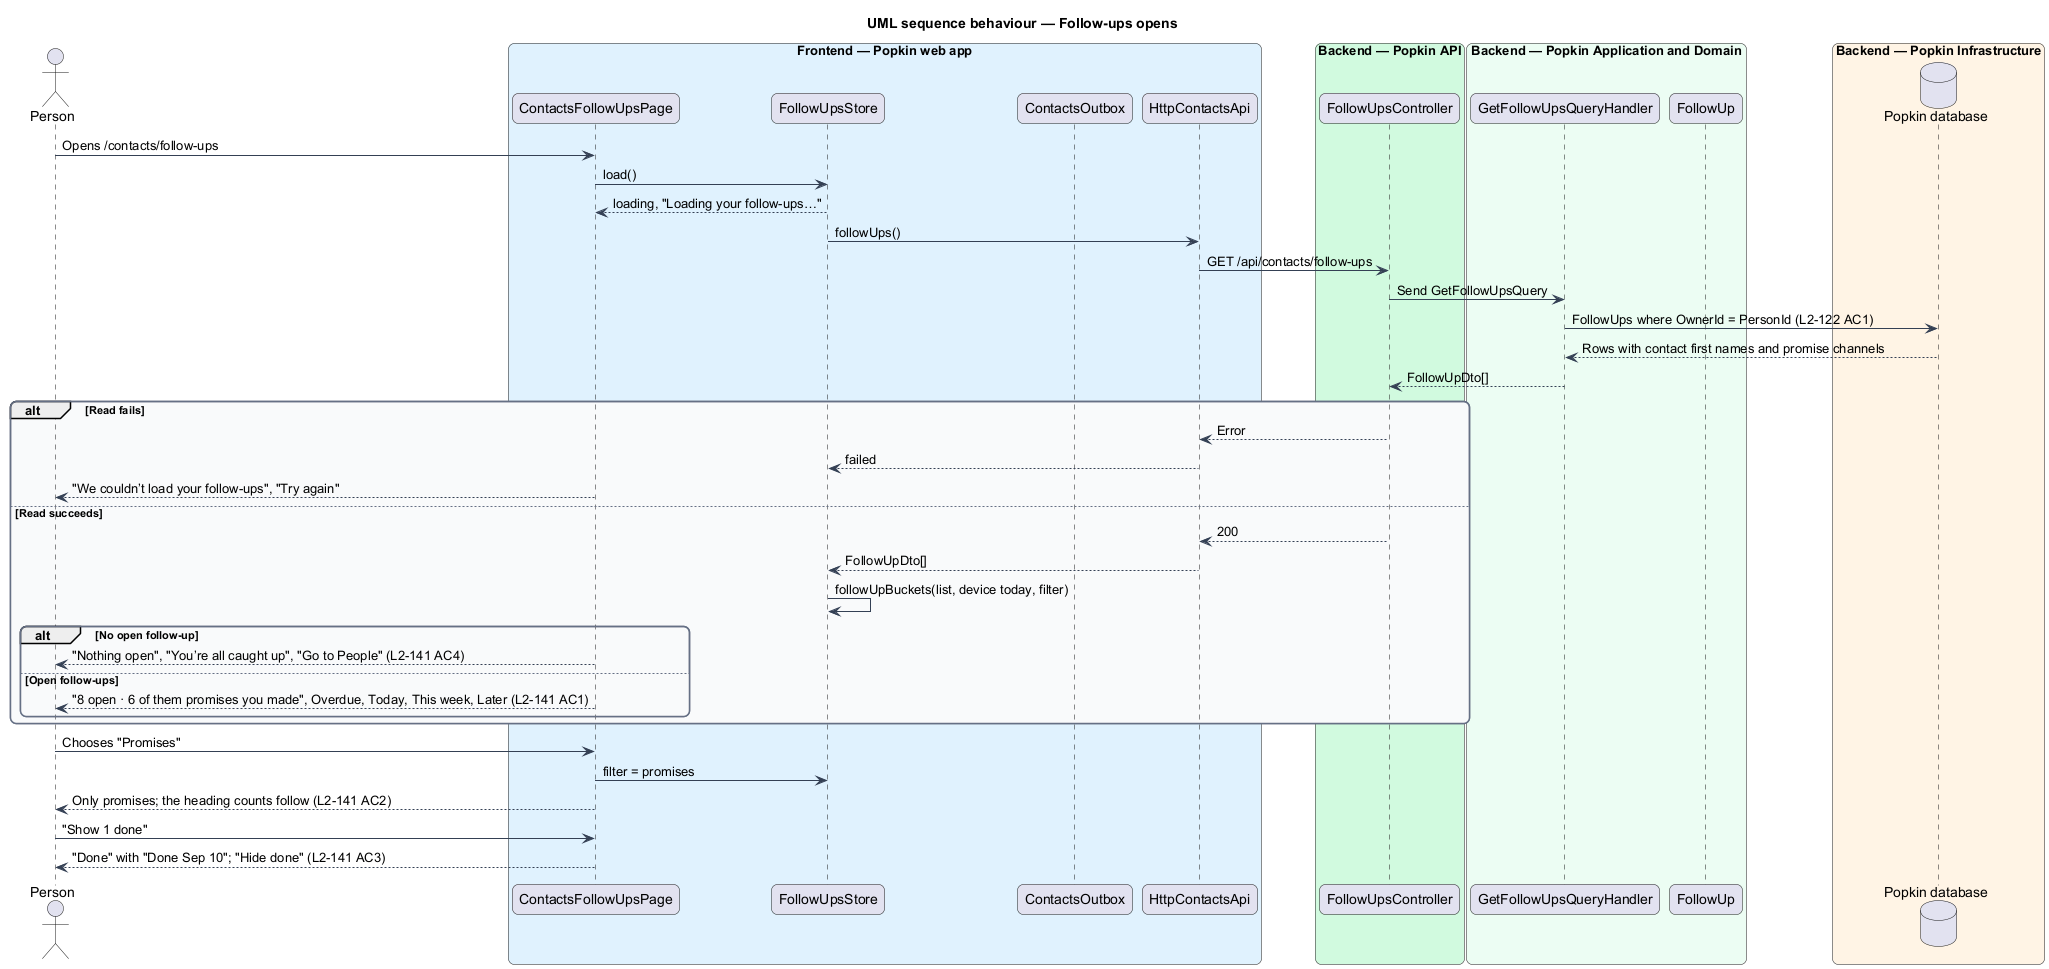 UML sequence behaviour — Follow-ups opens
Frontend — Popkin web app
Backend — Popkin API
Backend — Popkin Application and Domain
Backend — Popkin Infrastructure
Person
ContactsFollowUpsPage
FollowUpsStore
ContactsOutbox
HttpContactsApi
FollowUpsController
GetFollowUpsQueryHandler
FollowUp
Popkin database
Opens /contacts/follow-ups
load()
loading, "Loading your follow-ups…"
followUps()
GET /api/contacts/follow-ups
Send GetFollowUpsQuery
FollowUps where OwnerId = PersonId (L2-122 AC1)
Rows with contact first names and promise channels
FollowUpDto[]
alt [Read fails]
Error
failed
"We couldn't load your follow-ups", "Try again"
[Read succeeds]
200
FollowUpDto[]
followUpBuckets(list, device today, filter)
alt [No open follow-up]
"Nothing open", "You're all caught up", "Go to People" (L2-141 AC4)
[Open follow-ups]
"8 open · 6 of them promises you made", Overdue, Today, This week, Later (L2-141 AC1)
Chooses "Promises"
filter = promises
Only promises; the heading counts follow (L2-141 AC2)
"Show 1 done"
"Done" with "Done Sep 10"; "Hide done" (L2-141 AC3)
Person
ContactsFollowUpsPage
FollowUpsStore
ContactsOutbox
HttpContactsApi
FollowUpsController
GetFollowUpsQueryHandler
FollowUp
Popkin database